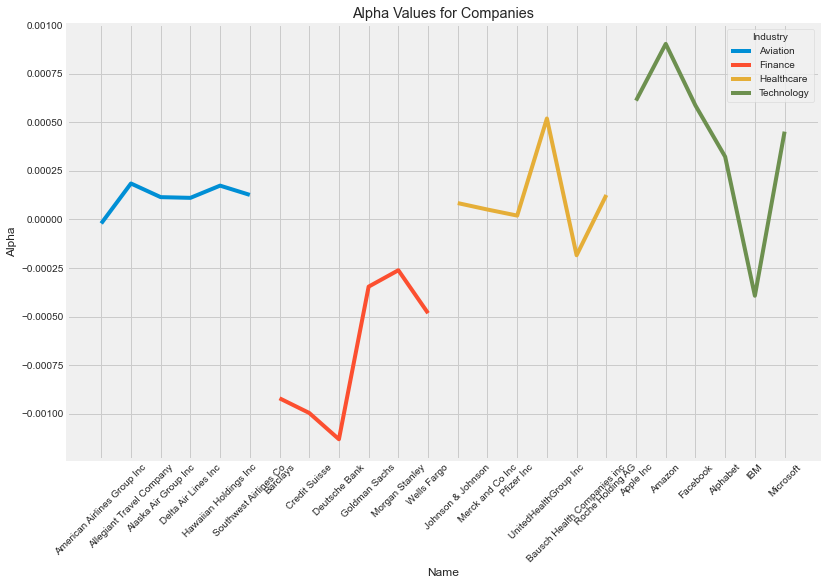 Alpha Values for Companies
Industry
Aviation
Finance
Healthcare
Technology
0.00100
0.00075
0.00050
0.00025
0.00000
−0.00025
−0.00050
−0.00075
−0.00100
Alpha
American Airlines Group Inc
Allegiant Travel Company
Alaska Air Group Inc
Delta Air Lines Inc
Hawaiian Holdings Inc
Southwest Airlines Co
Barclays
Credit Suisse
Deutsche Bank
Goldman Sachs
Morgan Stanley
Wells Fargo
Johnson & Johnson
Merck and Co Inc
Pfizer Inc
UnitedHealthGroup Inc
Bausch Health Companies inc
Roche Holding AG
Apple Inc
Amazon
Facebook
Alphabet
IBM
Microsoft
Name